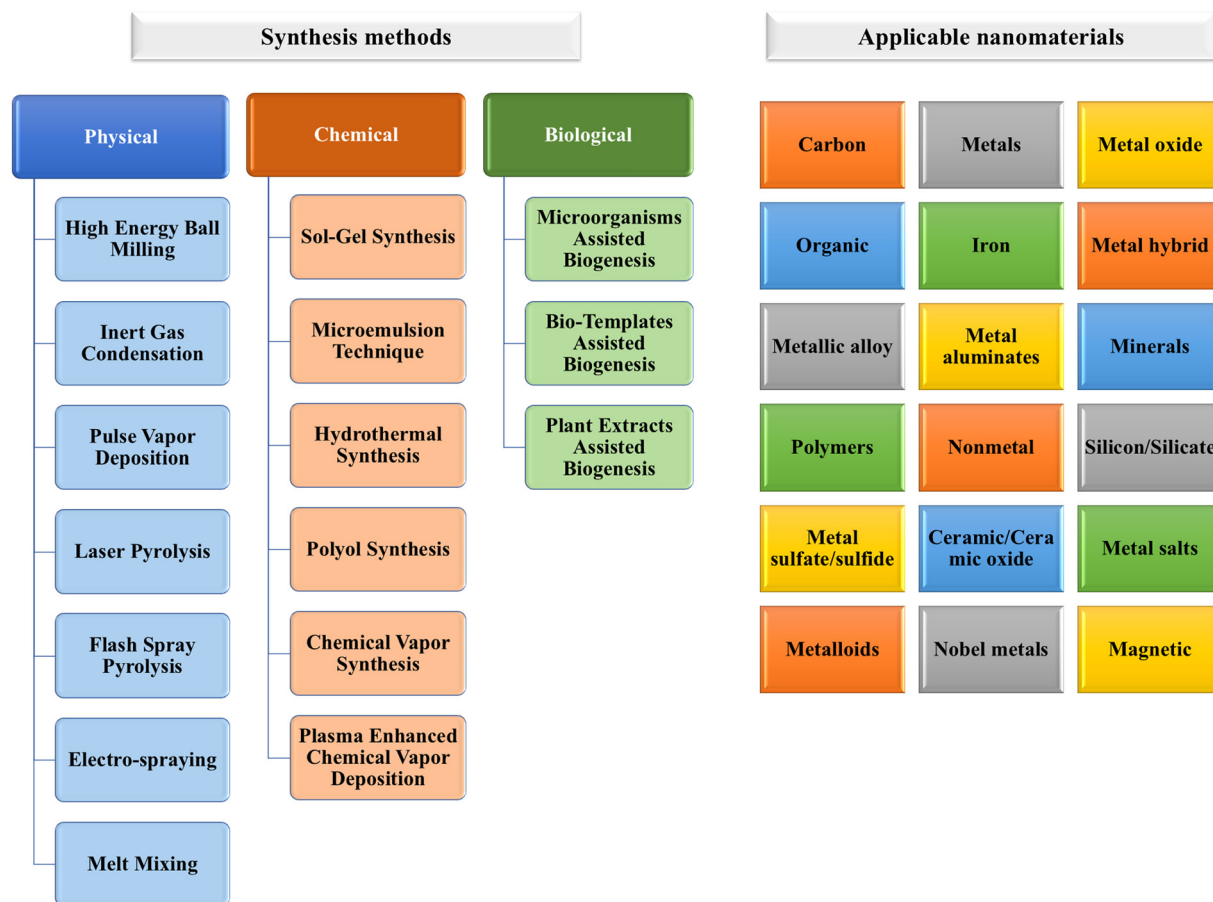 Synthesis methods
Physical
High Energy Ball
Milling
Inert Gas
Condensation
Pulse Vapor
Deposition
Laser Pyrolysis
Flash Spray
Pyrolysis
Electro-spraying
Melt Mixing
Chemical
Sol-Gel Synthesis
Microemulsion
Technique
Hydrothermal
Synthesis
Polyol Synthesis
Chemical Vapor
Synthesis
Plasma Enhanced
Chemical Vapor
Deposition
Biological
Microorganisms
Assisted
Biogenesis
Bio-Templates
Assisted
Biogenesis
Plant Extracts
Assisted
Biogenesis
Applicable nanomaterials
Carbon
Metals
Metal oxide
Organic
Iron
Metal hybrid
Metallic alloy
Metal
aluminates
Minerals
Polymers
Nonmetal
Silicon/Silicate
Metal
sulfate/sulfide
Ceramic/Cera
mic oxide
Metal salts
Metalloids
Nobel metals
Magnetic